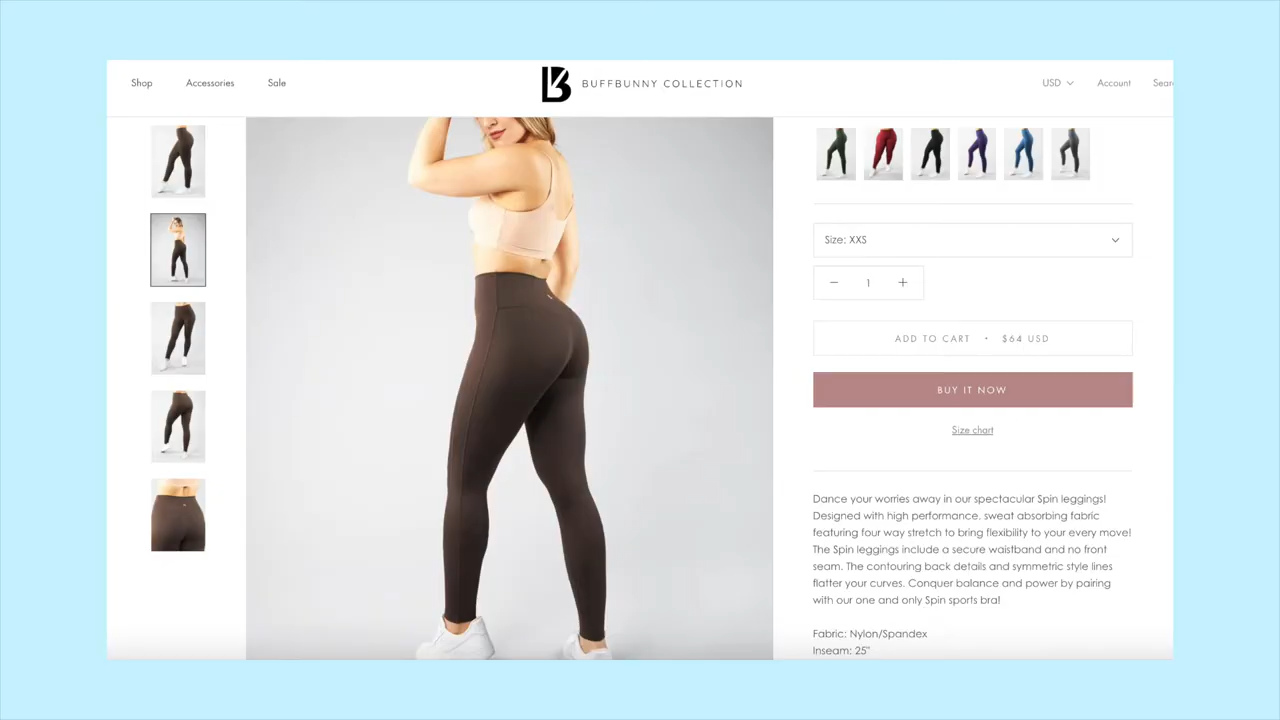 Shop
Accessories
Sale
BUFFBUNNY COLLECTION
USD
Account
Size: XXS
1
ADD TO CART • $64 USD
BUY IT NOW
Size chart
Dance your worries away in our spectacular Spin leggings!
Designed with high performance. sweat absorbing fabric
featuring four way stretch to bring flexibility to your every move!
The Spin leggings include a secure waistband and no front
seam. The contouring back details and symmetric style lines
flatter your curves. Conquer balance and power by pairing
with our one and only Spin sports bra!
Fabric: Nylon/Spandex
Inseam: 25"